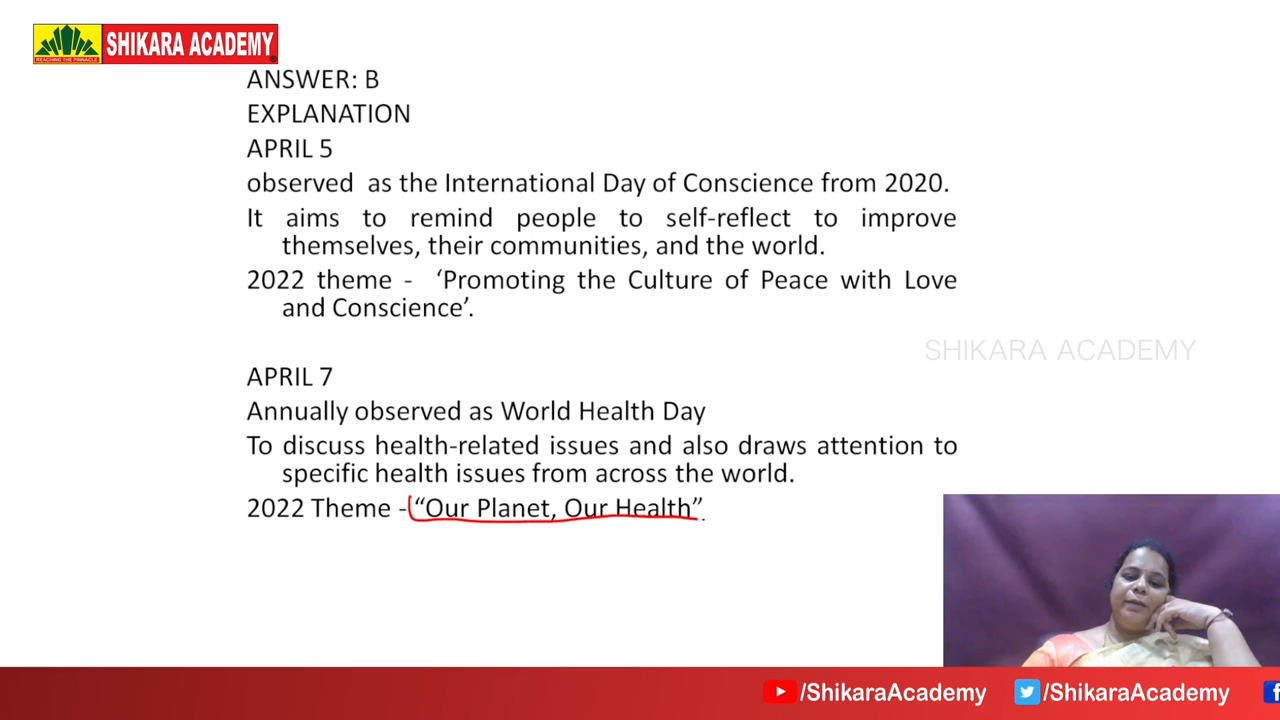 SHIKARA ACADEMY
REACHING THE PINNACLE
ANSWER: B
EXPLANATION
APRIL 5
observed as the International Day of Conscience from 2020.
It aims to remind people to self-reflect to improve
themselves, their communities, and the world.
2022 theme - ‘Promoting the Culture of Peace with Love
and Conscience’.
SHIKARA ACADEMY
APRIL 7
Annually observed as World Health Day
To discuss health-related issues and also draws attention to
specific health issues from across the world.
2022 Theme - “Our Planet, Our Health”.
/ShikaraAcademy /ShikaraAcademy